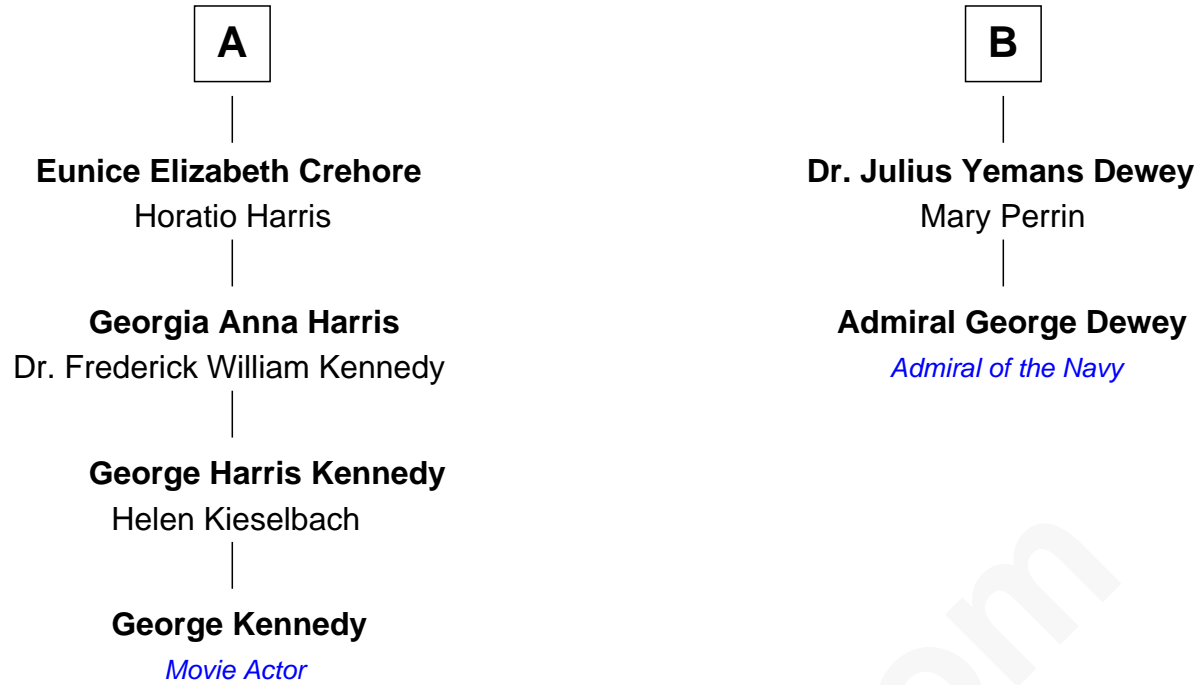 A
Eunice Elizabeth Crehore
Horatio Harris
Georgia Anna Harris
Dr. Frederick William Kennedy
George Harris Kennedy
Helen Kieselbach
George Kennedy
Movie Actor
B
Dr. Julius Yemans Dewey
Mary Perrin
Admiral George Dewey
Admiral of the Navy
om